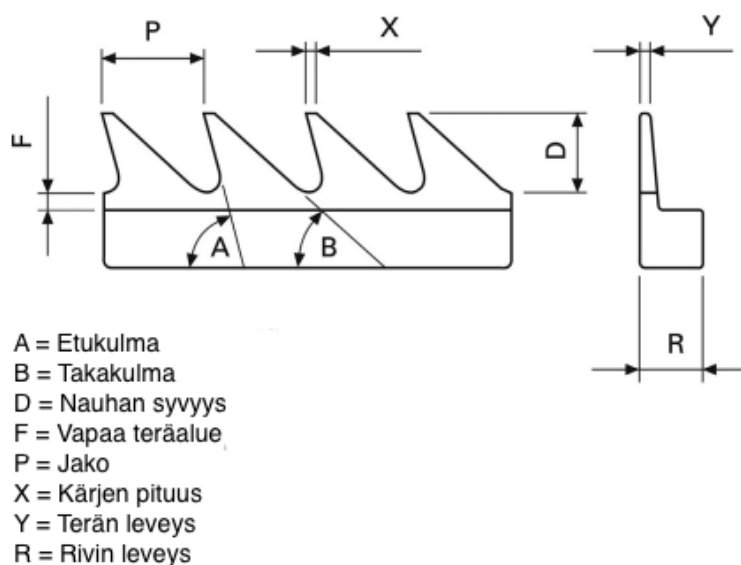 P
X
Y
F
D
A
B
R
A = Etukulma
B = Takakulma
D = Nauhan syvyys
F = Vapaa teräalue
P = Jako
X = Kärjen pituus
Y = Terän leveys
R = Rivin leveys